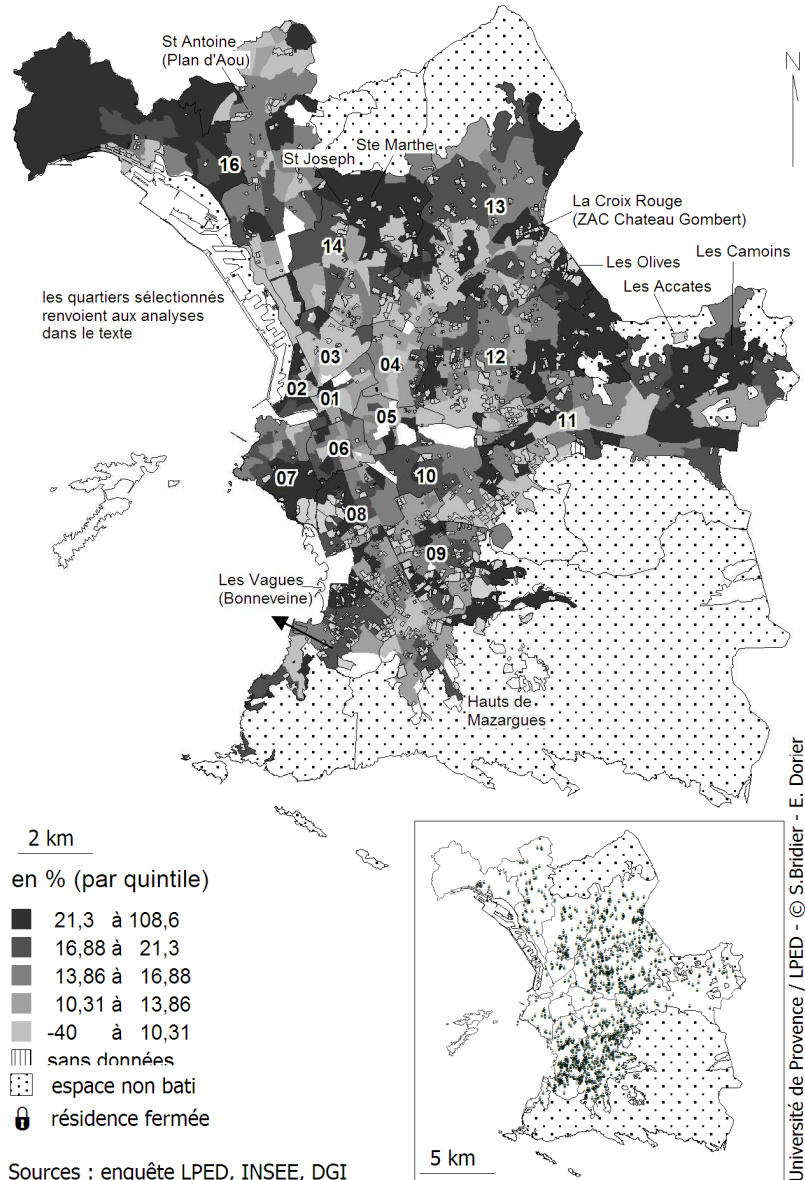 St Antoine
(Plan d'Aou)
N
Ste Marthe
St Joseph
16
13
La Croix Rouge
(ZAC Chateau Gombert)
14
Les Olives
Les Camoins
Les Accates
les quartiers sélectionnés
renvoient aux analyses
dans le texte
03
04
12
02
01
05
11
06
07
10
08
09
Les Vagues
(Bonneveine)
Hauts de
Mazargues
2 km
en % (par quintile)
21,3 à 108,6
16,88 à 21,3
13,86 à 16,88
10,31 à 13,86
-40 à 10,31
sans données
espace non bati
résidence fermée
Sources : enquête LPED, INSEE, DGI
5 km
Université de Provence / LPED - © S.Bridier - E. Dorier